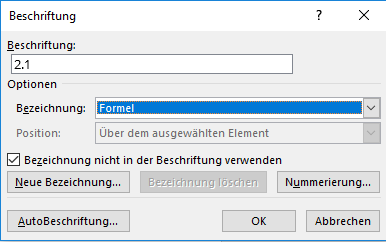 Beschriftung
?
Beschriftung:
2.1
Optionen
Bezeichnung: Formel
Position: Über dem ausgewählten Element
Bezeichnung nicht in der Beschriftung verwenden
Neue Bezeichnung... Bezeichnung löschen Nummerierung...
AutoBeschriftung... OK Abbrechen